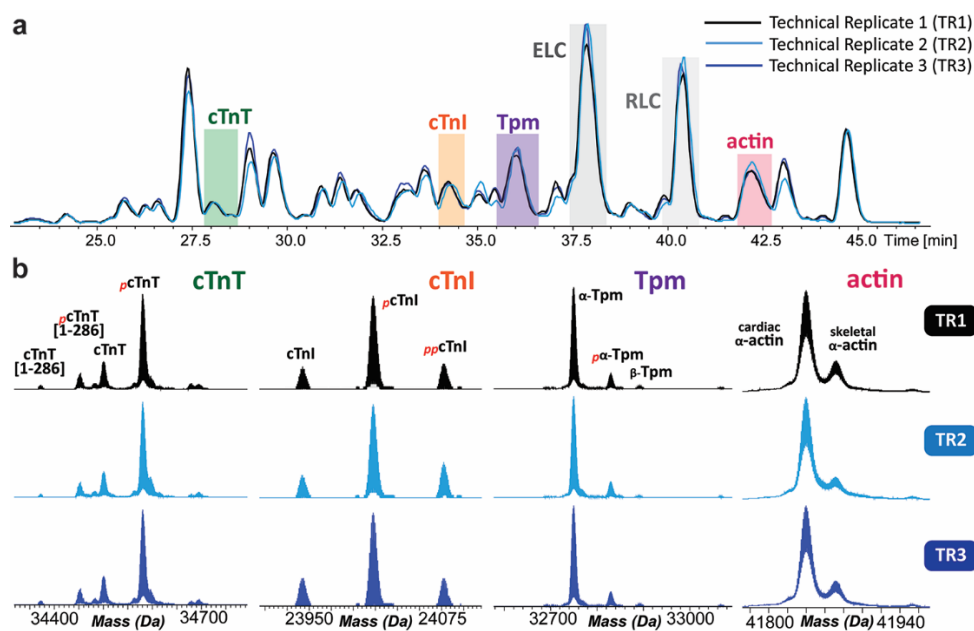 a
Technical Replicate 1 (TR1)
Technical Replicate 2 (TR2)
Technical Replicate 3 (TR3)
ELC
RLC
cTnT
cTnI
Tpm
actin
25.0 27.5 30.0 32.5 35.0 37.5 40.0 42.5 45.0 Time [min]
b
cTnT cTnI Tpm actin
pcTnT
pcTnT
[1-286]
cTnT
[1-286]
cTnT
cTnI
pcTnI
ppcTnI
α-Tpm
pα-Tpm
β-Tpm
cardiac
α-actin
skeletal
α-actin
TR1
TR2
TR3
34400 Mass (Da) 34700
23950 Mass (Da) 24075
32700 Mass (Da) 33000
41800 Mass (Da) 41940